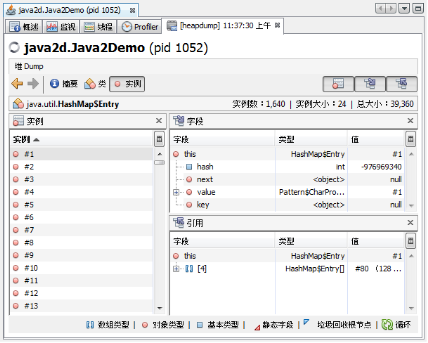 java2d.Java2Demo (pid 1052)
概述 监视 线程 Profiler [heapdump] 11:37:30 上午
java2d.Java2Demo (pid 1052)
堆 Dump
摘要 类 实例
java.util.HashMap$Entry 实例数：1,640 | 实例大小：24 | 总大小：39,360
实例
实例
#1
#2
#3
#4
#5
#6
#7
#8
#9
#10
#11
#12
#13
字段
字段 类型 值
this HashMap$Entry #1
hash int -976969340
next <object> null
value Pattern$CharPro... #1
key <object> null
引用
字段 类型 值
this HashMap$Entry #1
[4] HashMap$Entry[] #80 (128 ...
数组类型 | 对象类型 | 基本类型 | 静态字段 | 垃圾回收根节点 | 循环